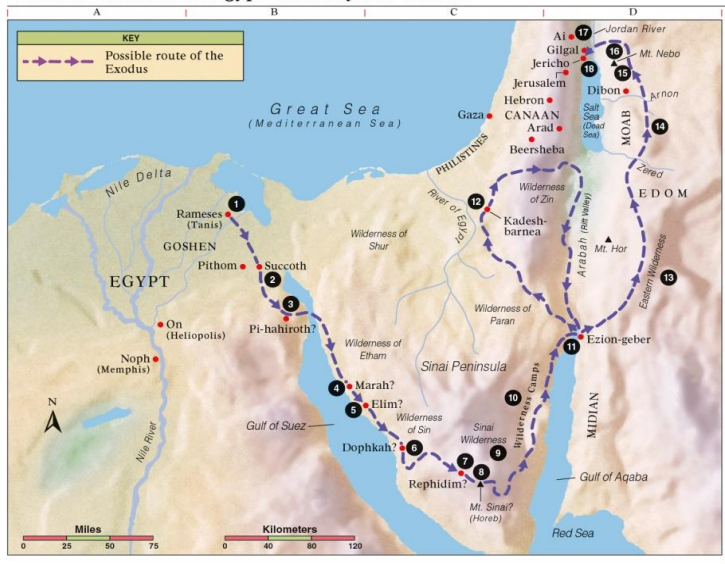 A
B
C
D
KEY
Possible route of the
Exodus
Great Sea
(Mediterranean Sea)
Ai
17
Jordan River
Gilgal
16
Mt. Nebo
Jericho
18
15
Jerusalem
Dibon
Arnon
Hebron
Salt
Sea
(Dead
Sea)
MOAB
Gaza
CANAAN
Arad
14
Beersheba
PHILISTINES
Zered
Nile Delta
1
Rameses
(Tanis)
River of Egypt
12
Wilderness
of Zin
EDOM
Kadesh-
barnea
Arabah (Rift Valley)
Wilderness of
Shur
Mt. Hor
GOSHEN
Eastern Wilderness
Pithom
Succoth
2
13
EGYPT
3
Wilderness of
Paran
On
(Heliopolis)
Pi-hahiroth?
Ezion-geber
11
Wilderness of
Etham
Noph
(Memphis)
Sinai Peninsula
4
Marah?
10
5
Elim?
Wilderness Camps
MIDIAN
N
Wilderness
of Sin
Gulf of Suez
Sinai
Wilderness
Nile River
Dophkah?
6
9
7
8
Rephidim?
Gulf of Aqaba
Mt. Sinai?
(Horeb)
Red Sea
Miles
0 25 50 75
Kilometers
0 40 80 120